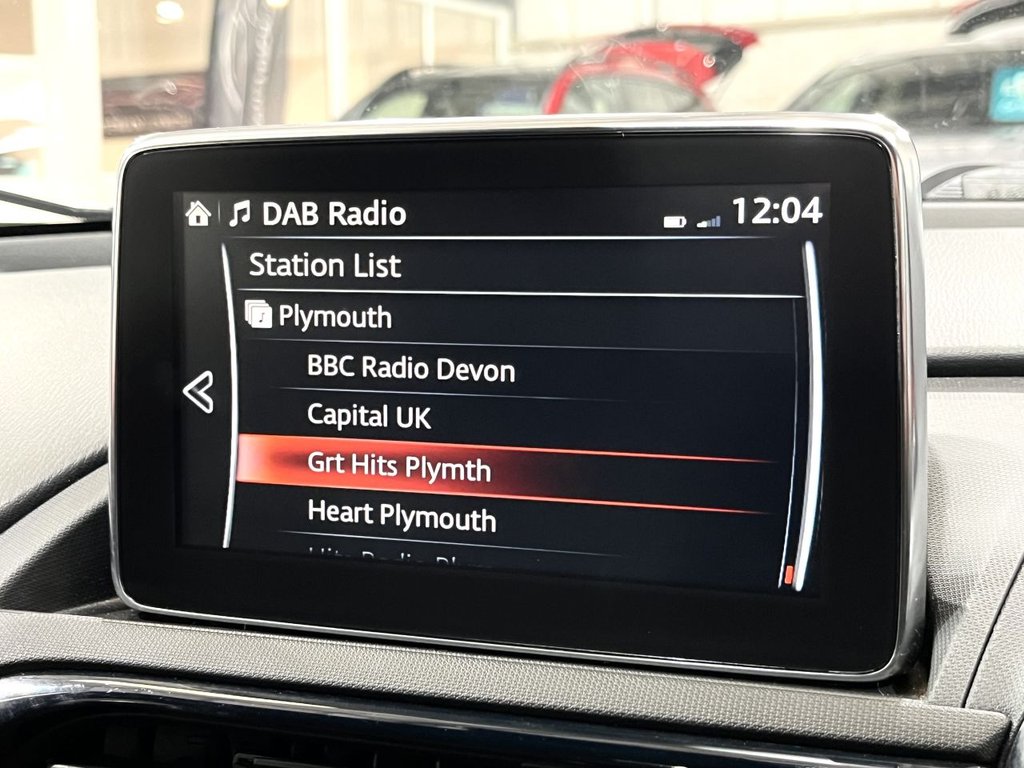 DAB Radio 12:04
Station List
Plymouth
BBC Radio Devon
Capital UK
Grt Hits Plymth
Heart Plymouth